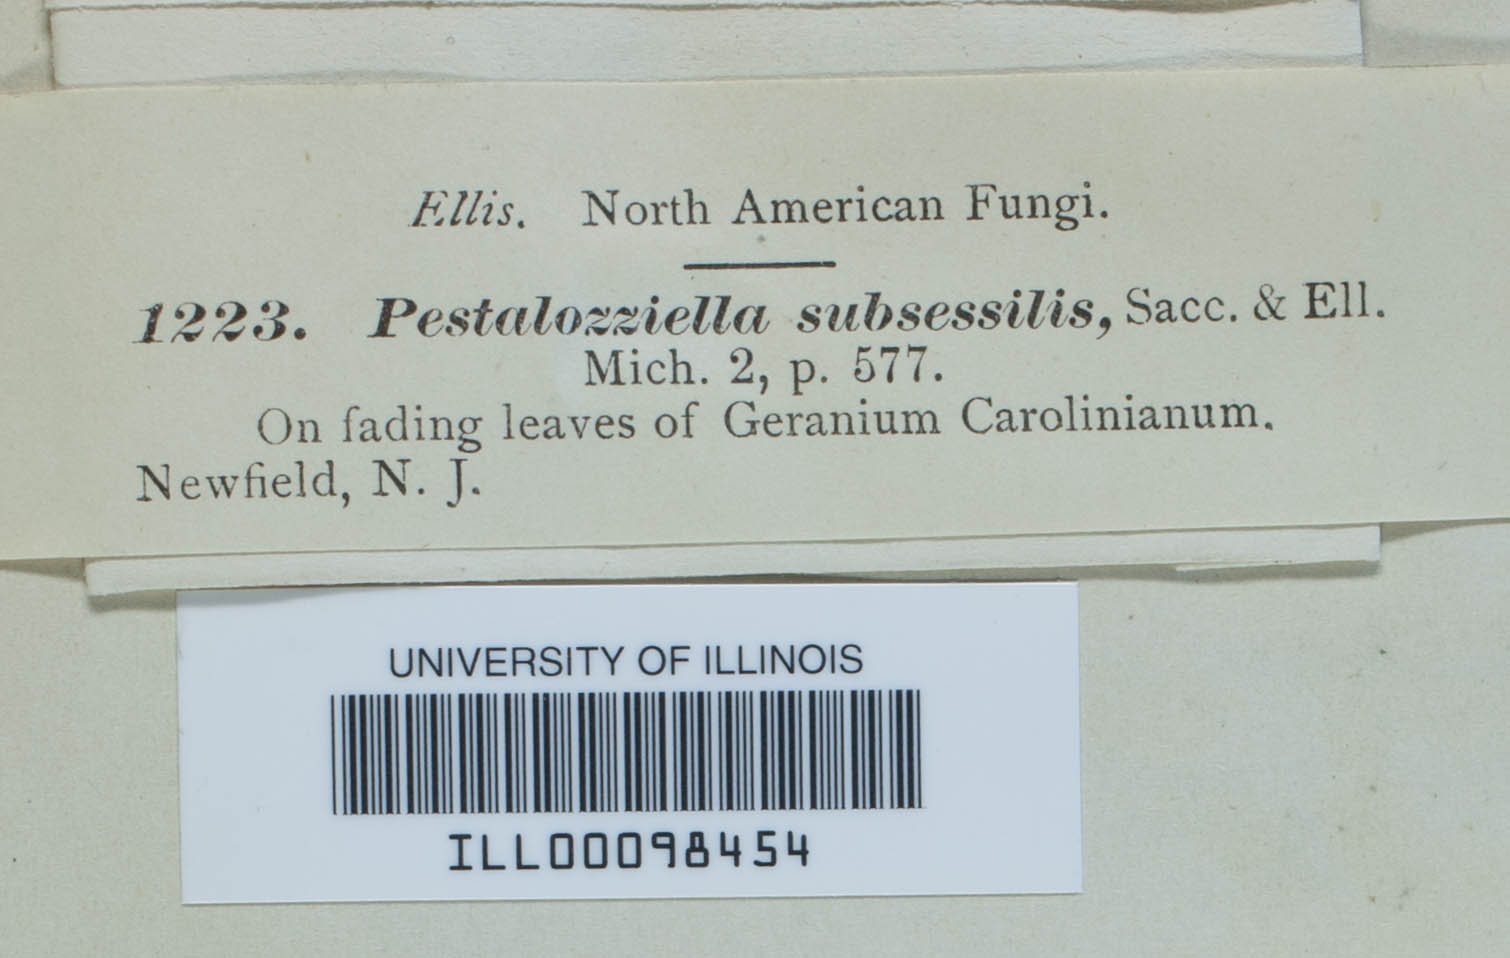 Ellis. North American Fungi.
1223. Pestalozziella subsessilis, Sacc. & Ell.
Mich. 2, p. 577.
On fading leaves of Geranium Carolinianum.
Newfield, N. J.
UNIVERSITY OF ILLINOIS
ILL00098454